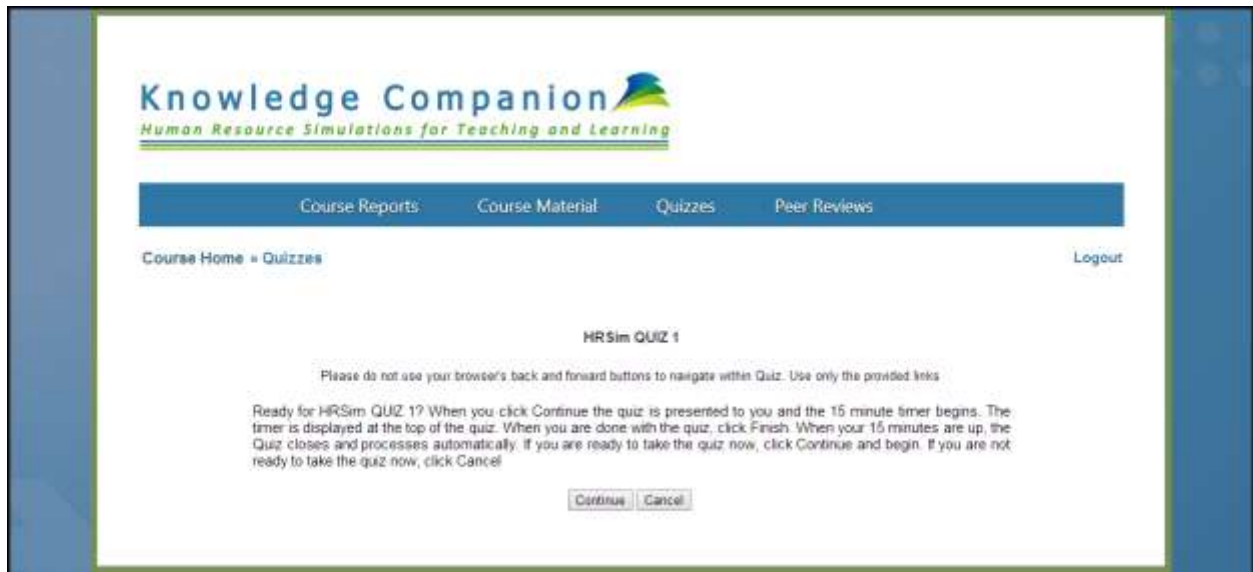 Knowledge Companion
Human Resource Simulations for Teaching and Learning
Course Reports Course Material Quizzes Peer Reviews
Course Home » Quizzes Logout
HRSim QUIZ 1
Please do not use your browser's back and forward buttons to navigate within Quiz. Use only the provided links
Ready for HRSim QUIZ 1? When you click Continue the quiz is presented to you and the 15 minute timer begins. The
timer is displayed at the top of the quiz. When you are done with the quiz, click Finish. When your 15 minutes are up, the
Quiz closes and processes automatically. If you are ready to take the quiz now, click Continue and begin. If you are not
ready to take the quiz now, click Cancel
Continue Cancel